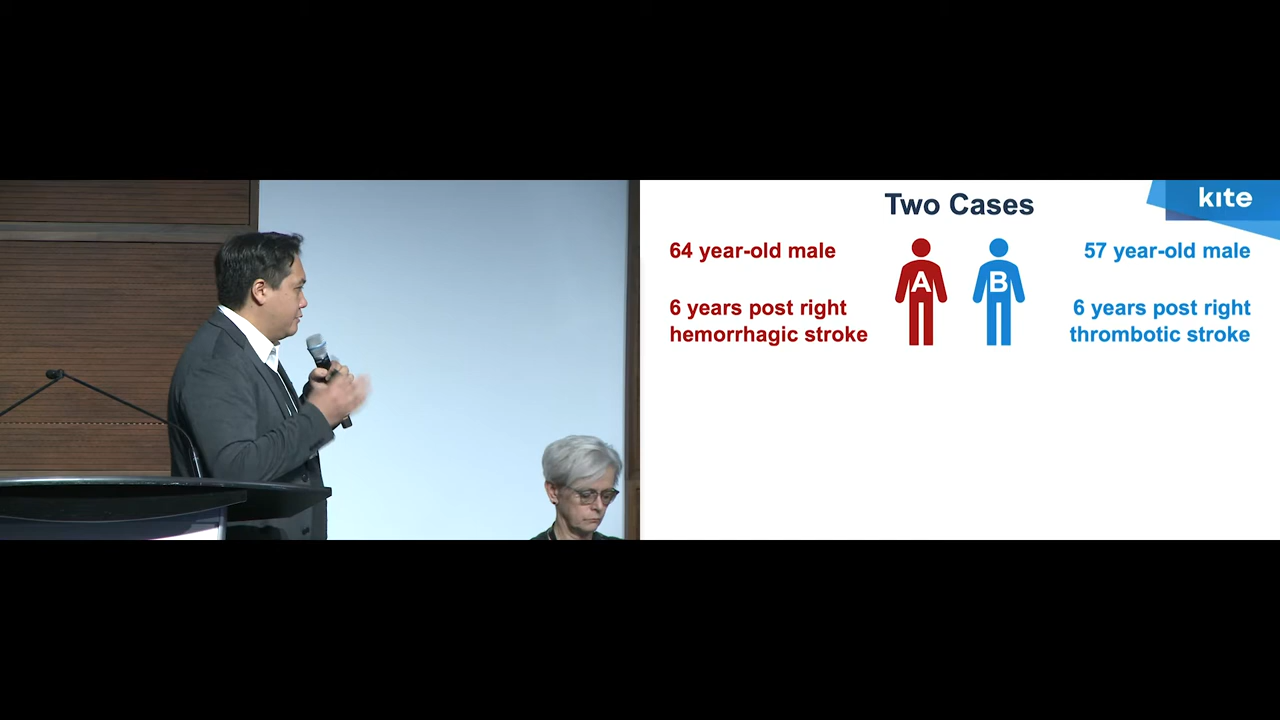 Two Cases
kıte
64 year-old male
6 years post right
hemorrhagic stroke
A
B
57 year-old male
6 years post right
thrombotic stroke